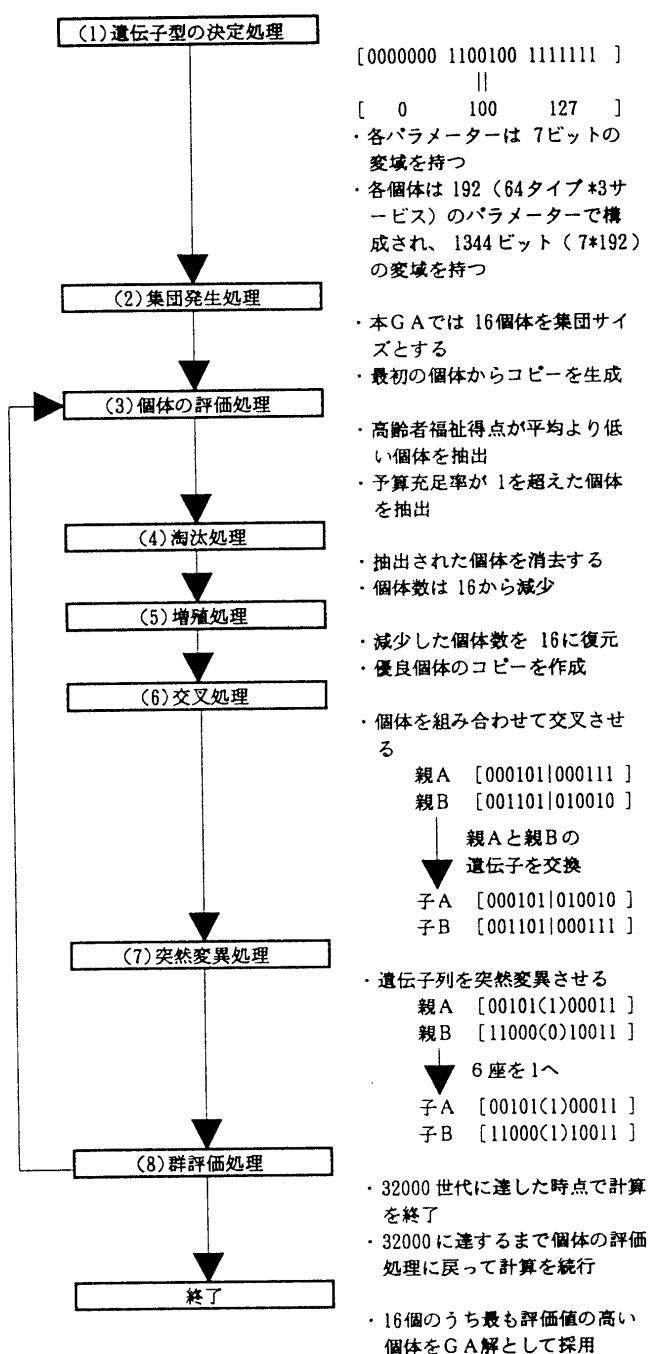 (1)遺伝子型の決定処理
[0000000 1100100 1111111 ]
||
[ 0 100 127 ]
・各パラメーターは 7ビットの
変域を持つ
・各個体は 192（64タイプ*3サ
ービス）のパラメーターで構
成され、 1344ビット（ 7*192）
の変域を持つ
(2)集団発生処理
・本ＧＡでは 16個体を集団サイ
ズとする
・最初の個体からコピーを生成
(3)個体の評価処理
・高齢者福祉得点が平均より低
い個体を抽出
・予算充足率が 1を超えた個体
を抽出
(4)淘汰処理
・抽出された個体を消去する
・個体数は 16から減少
(5)増殖処理
・減少した個体数を 16に復元
・優良個体のコピーを作成
(6)交叉処理
・個体を組み合わせて交叉させ
る
親A [000101|000111 ]
親B [001101|010010 ]
親Aと親Bの
遺伝子を交換
子A [000101|010010 ]
子B [001101|000111 ]
(7)突然変異処理
・遺伝子列を突然変異させる
親A [00101(1)00011 ]
親B [11000(0)10011 ]
６座を1へ
子A [00101(1)00011 ]
子B [11000(1)10011 ]
(8)群評価処理
・32000世代に達した時点で計算
を終了
・32000に達するまで個体の評価
処理に戻って計算を続行
終了
・16個のうち最も評価値の高い
個体をＧＡ解として採用